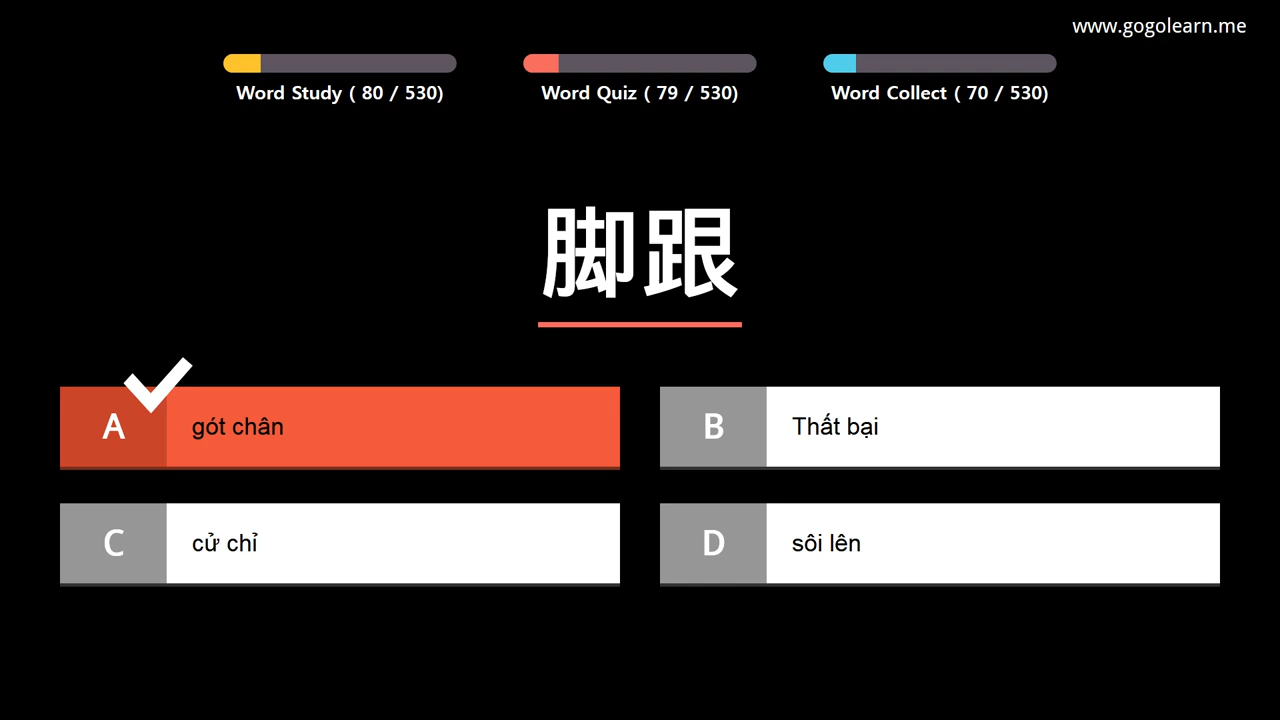 www.gogolearn.me
Word Study ( 80 / 530)
Word Quiz ( 79 / 530)
Word Collect ( 70 / 530)
脚跟
A gót chân
B Thất bại
C cử chỉ
D sôi lên